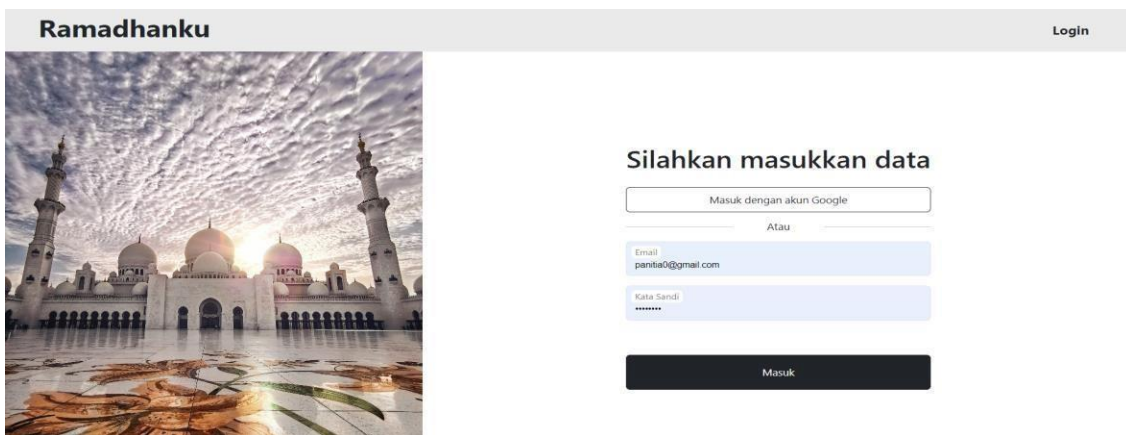 Ramadhanku
Login
Silahkan masukkan data
Masuk dengan akun Google
Atau
Email
panitia0@gmail.com
Kata Sandi
••••••••
Masuk